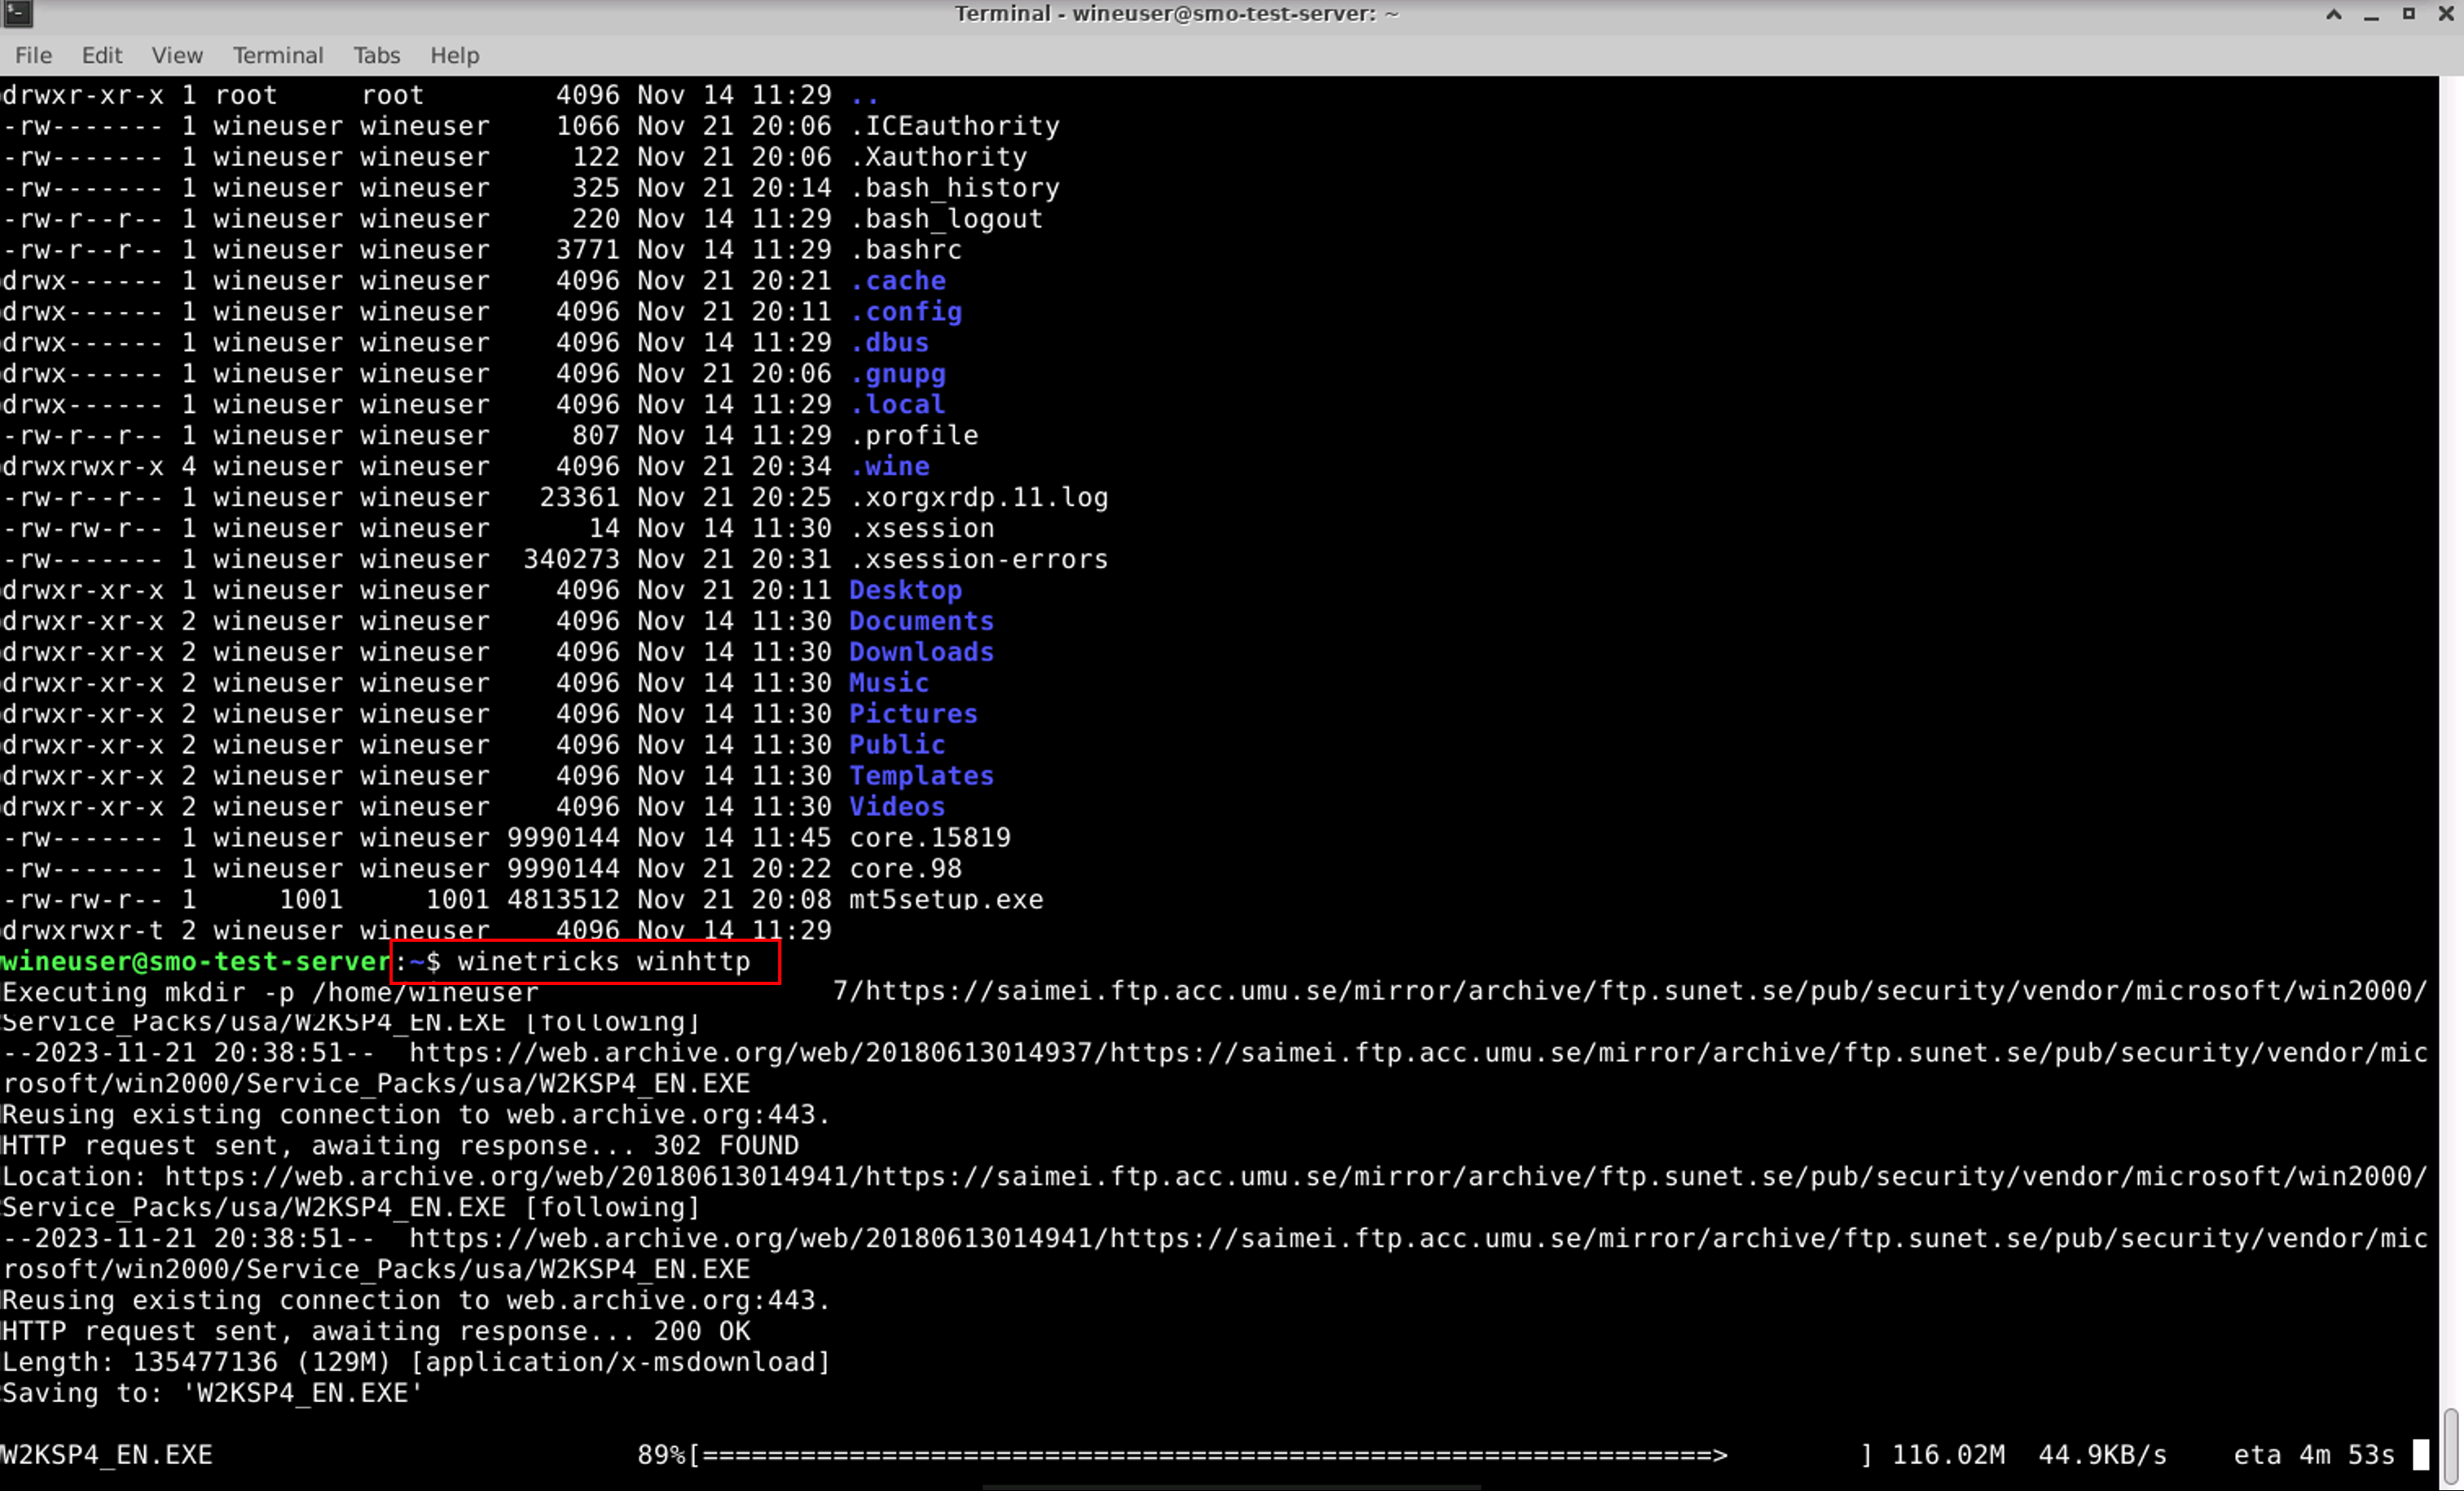 Terminal - wineuser@smo-test-server: ~
File Edit View Terminal Tabs Help
drwxr-xr-x 1 root     root        4096 Nov 14 11:29 ..
-rw------- 1 wineuser wineuser    1066 Nov 21 20:06 .ICEauthority
-rw------- 1 wineuser wineuser     122 Nov 21 20:06 .Xauthority
-rw------- 1 wineuser wineuser     325 Nov 21 20:14 .bash_history
-rw-r--r-- 1 wineuser wineuser     220 Nov 14 11:29 .bash_logout
-rw-r--r-- 1 wineuser wineuser    3771 Nov 14 11:29 .bashrc
drwx------ 1 wineuser wineuser    4096 Nov 21 20:21 .cache
drwx------ 1 wineuser wineuser    4096 Nov 21 20:11 .config
drwx------ 1 wineuser wineuser    4096 Nov 14 11:29 .dbus
drwx------ 1 wineuser wineuser    4096 Nov 21 20:06 .gnupg
drwx------ 1 wineuser wineuser    4096 Nov 14 11:29 .local
-rw-r--r-- 1 wineuser wineuser     807 Nov 14 11:29 .profile
drwxrwxr-x 4 wineuser wineuser    4096 Nov 21 20:34 .wine
-rw-r--r-- 1 wineuser wineuser   23361 Nov 21 20:25 .xorgxrdp.11.log
-rw-rw-r-- 1 wineuser wineuser      14 Nov 14 11:30 .xsession
-rw------- 1 wineuser wineuser  340273 Nov 21 20:31 .xsession-errors
drwxr-xr-x 1 wineuser wineuser    4096 Nov 21 20:11 Desktop
drwxr-xr-x 2 wineuser wineuser    4096 Nov 14 11:30 Documents
drwxr-xr-x 2 wineuser wineuser    4096 Nov 14 11:30 Downloads
drwxr-xr-x 2 wineuser wineuser    4096 Nov 14 11:30 Music
drwxr-xr-x 2 wineuser wineuser    4096 Nov 14 11:30 Pictures
drwxr-xr-x 2 wineuser wineuser    4096 Nov 14 11:30 Public
drwxr-xr-x 2 wineuser wineuser    4096 Nov 14 11:30 Templates
drwxr-xr-x 2 wineuser wineuser    4096 Nov 14 11:30 Videos
-rw------- 1 wineuser wineuser 9990144 Nov 14 11:45 core.15819
-rw------- 1 wineuser wineuser 9990144 Nov 21 20:22 core.98
-rw-rw-r-- 1     1001     1001 4813512 Nov 21 20:08 mt5setup.exe
drwxrwxr-t 2 wineuser wineuser    4096 Nov 14 11:29
wineuser@smo-test-server:~$ winetricks winhttp
Executing mkdir -p /home/wineuser 7/https://saimei.ftp.acc.umu.se/mirror/archive/ftp.sunet.se/pub/security/vendor/microsoft/win2000/
Service_Packs/usa/W2KSP4_EN.EXE [following]
--2023-11-21 20:38:51--  https://web.archive.org/web/20180613014937/https://saimei.ftp.acc.umu.se/mirror/archive/ftp.sunet.se/pub/security/vendor/mic
rosoft/win2000/Service_Packs/usa/W2KSP4_EN.EXE
Reusing existing connection to web.archive.org:443.
HTTP request sent, awaiting response... 302 FOUND
Location: https://web.archive.org/web/20180613014941/https://saimei.ftp.acc.umu.se/mirror/archive/ftp.sunet.se/pub/security/vendor/microsoft/win2000/
Service_Packs/usa/W2KSP4_EN.EXE [following]
--2023-11-21 20:38:51--  https://web.archive.org/web/20180613014941/https://saimei.ftp.acc.umu.se/mirror/archive/ftp.sunet.se/pub/security/vendor/mic
rosoft/win2000/Service_Packs/usa/W2KSP4_EN.EXE
Reusing existing connection to web.archive.org:443.
HTTP request sent, awaiting response... 200 OK
Length: 135477136 (129M) [application/x-msdownload]
Saving to: 'W2KSP4_EN.EXE'
W2KSP4_EN.EXE 89%[==============================================================> ] 116.02M  44.9KB/s    eta 4m 53s